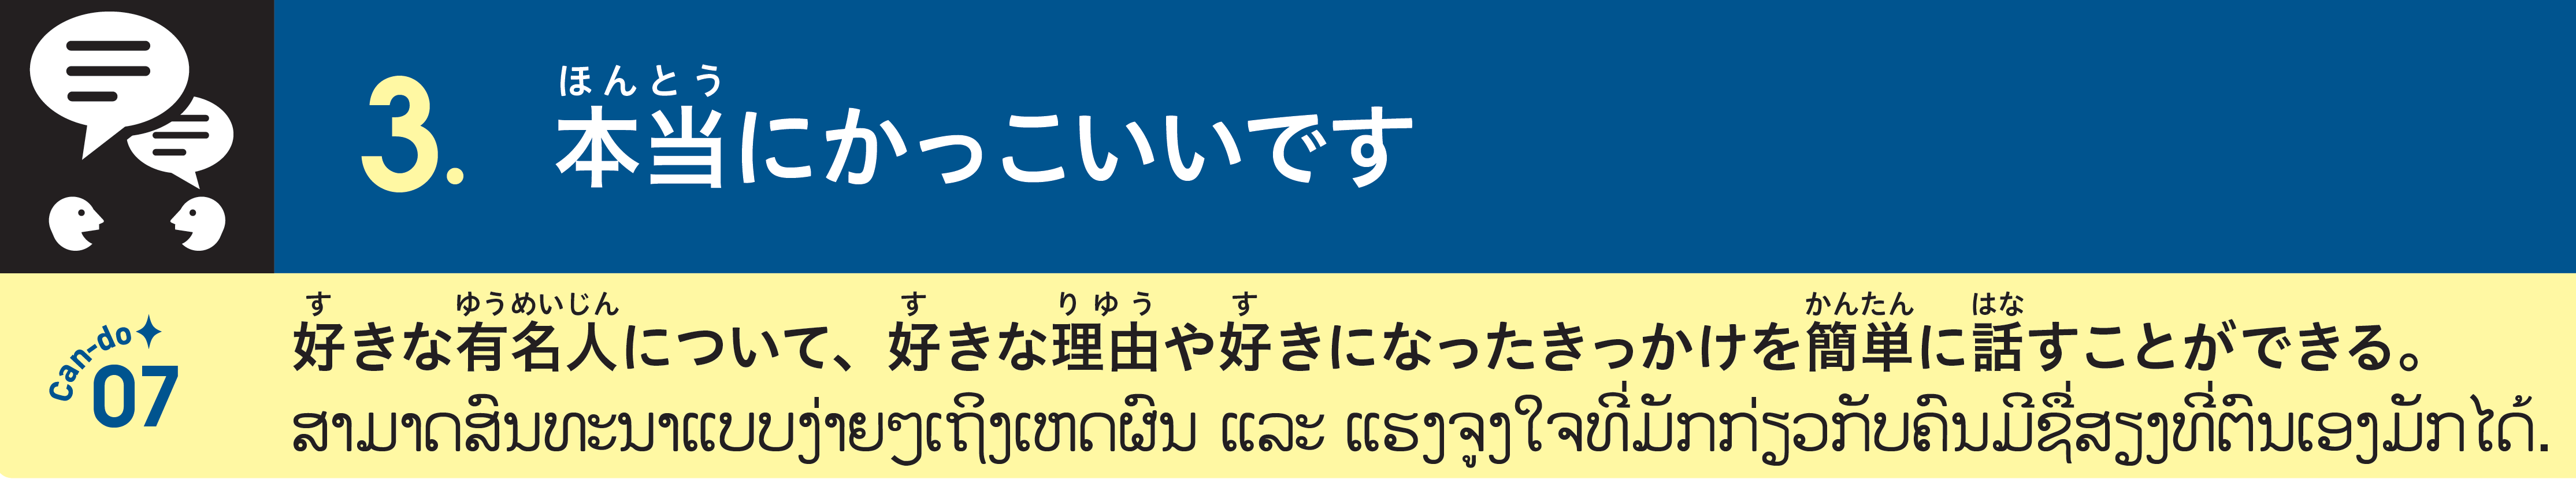 ほんとう
3. 本当にかっこいいです
す ゆうめいじん す りゆう す かんたん はな
Can-do 07 好きな有名人について、好きな理由や好きになったきっかけを簡単に話すことができる。
ສາມາດສົນທະນາແບບງ່າຍໆເຖິງເຫດຜົນ ແລະ ແຮງຈູງໃຈທີ່ມັກກ່ຽວກັບຄົນມີຊື່ສຽງທີ່ຕົນເອງມັກໄດ້.